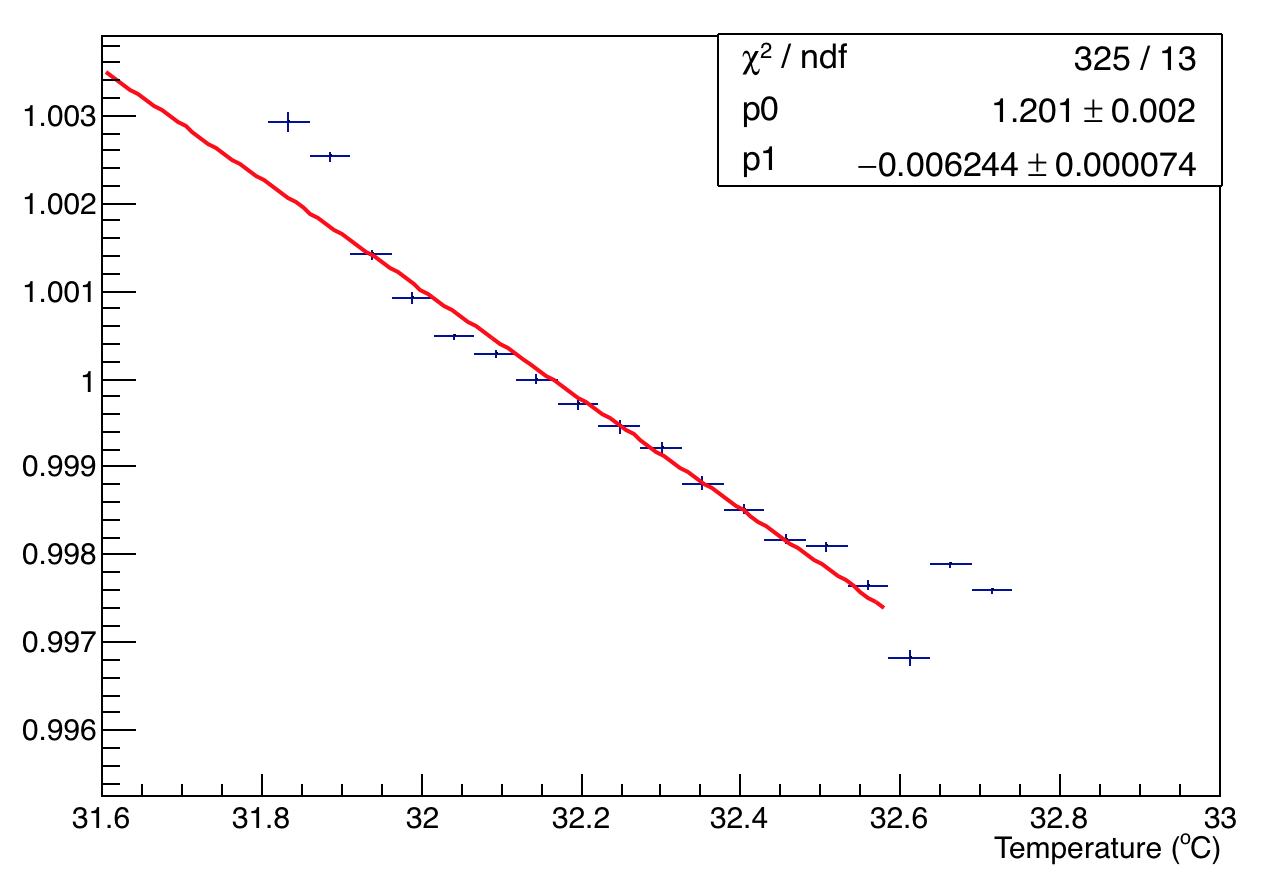 χ² / ndf 325 / 13
p0 1.201 ± 0.002
p1 −0.006244 ± 0.000074
1.003
1.002
1.001
1
0.999
0.998
0.997
0.996
31.6 31.8 32 32.2 32.4 32.6 32.8 33
Temperature (°C)